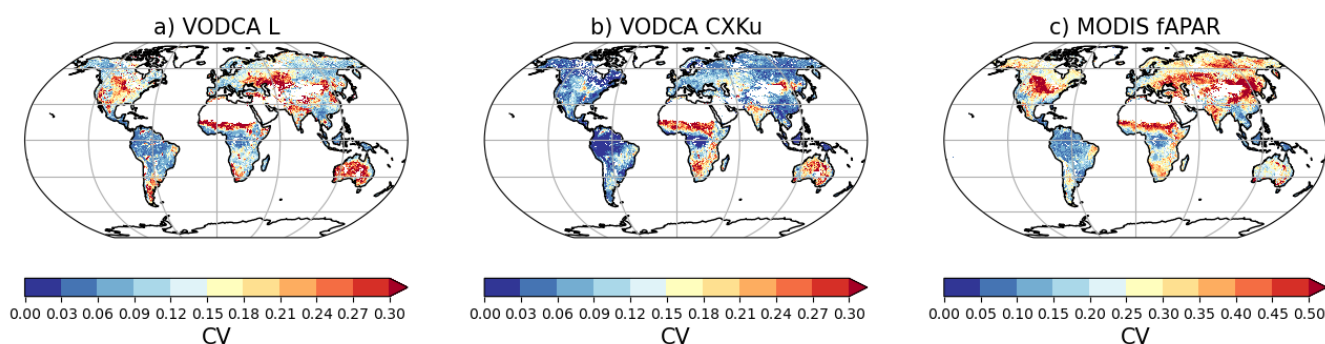 a) VODCA L
b) VODCA CXKu
c) MODIS fAPAR
0.00 0.03 0.06 0.09 0.12 0.15 0.18 0.21 0.24 0.27 0.30
CV
0.00 0.03 0.06 0.09 0.12 0.15 0.18 0.21 0.24 0.27 0.30
CV
0.00 0.05 0.10 0.15 0.20 0.25 0.30 0.35 0.40 0.45 0.50
CV